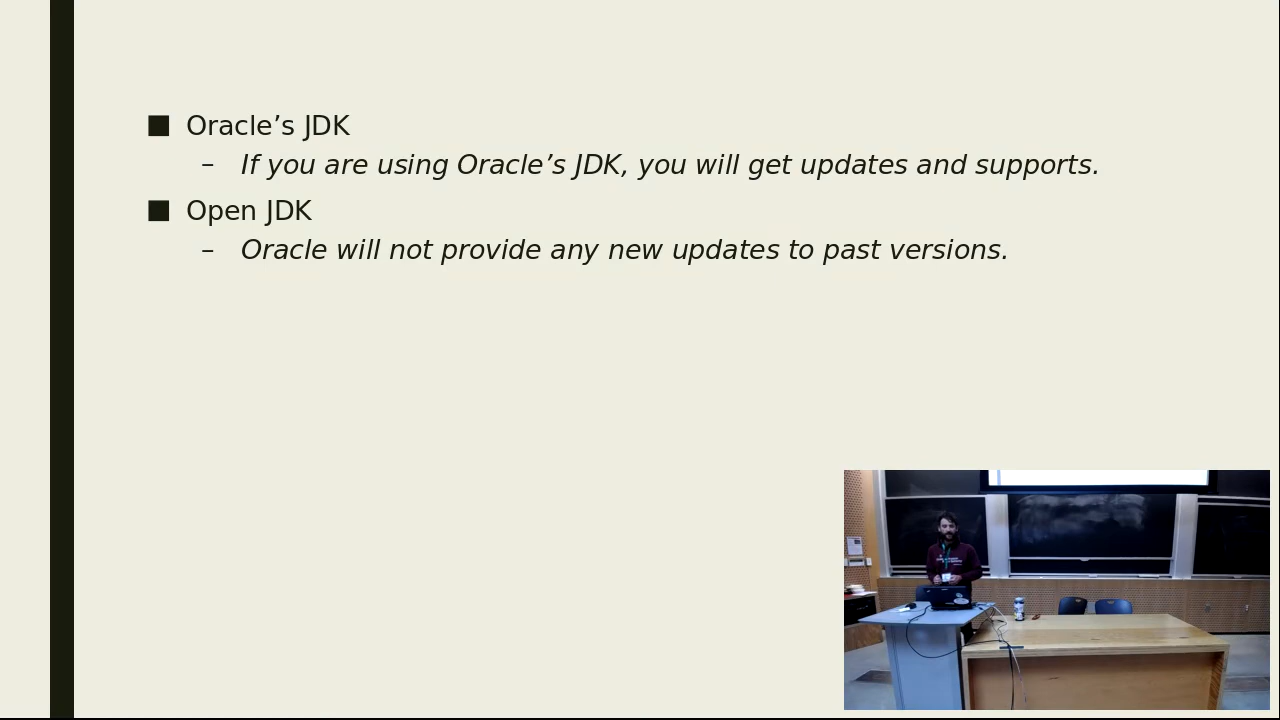 Oracle’s JDK
– If you are using Oracle’s JDK, you will get updates and supports.
Open JDK
– Oracle will not provide any new updates to past versions.